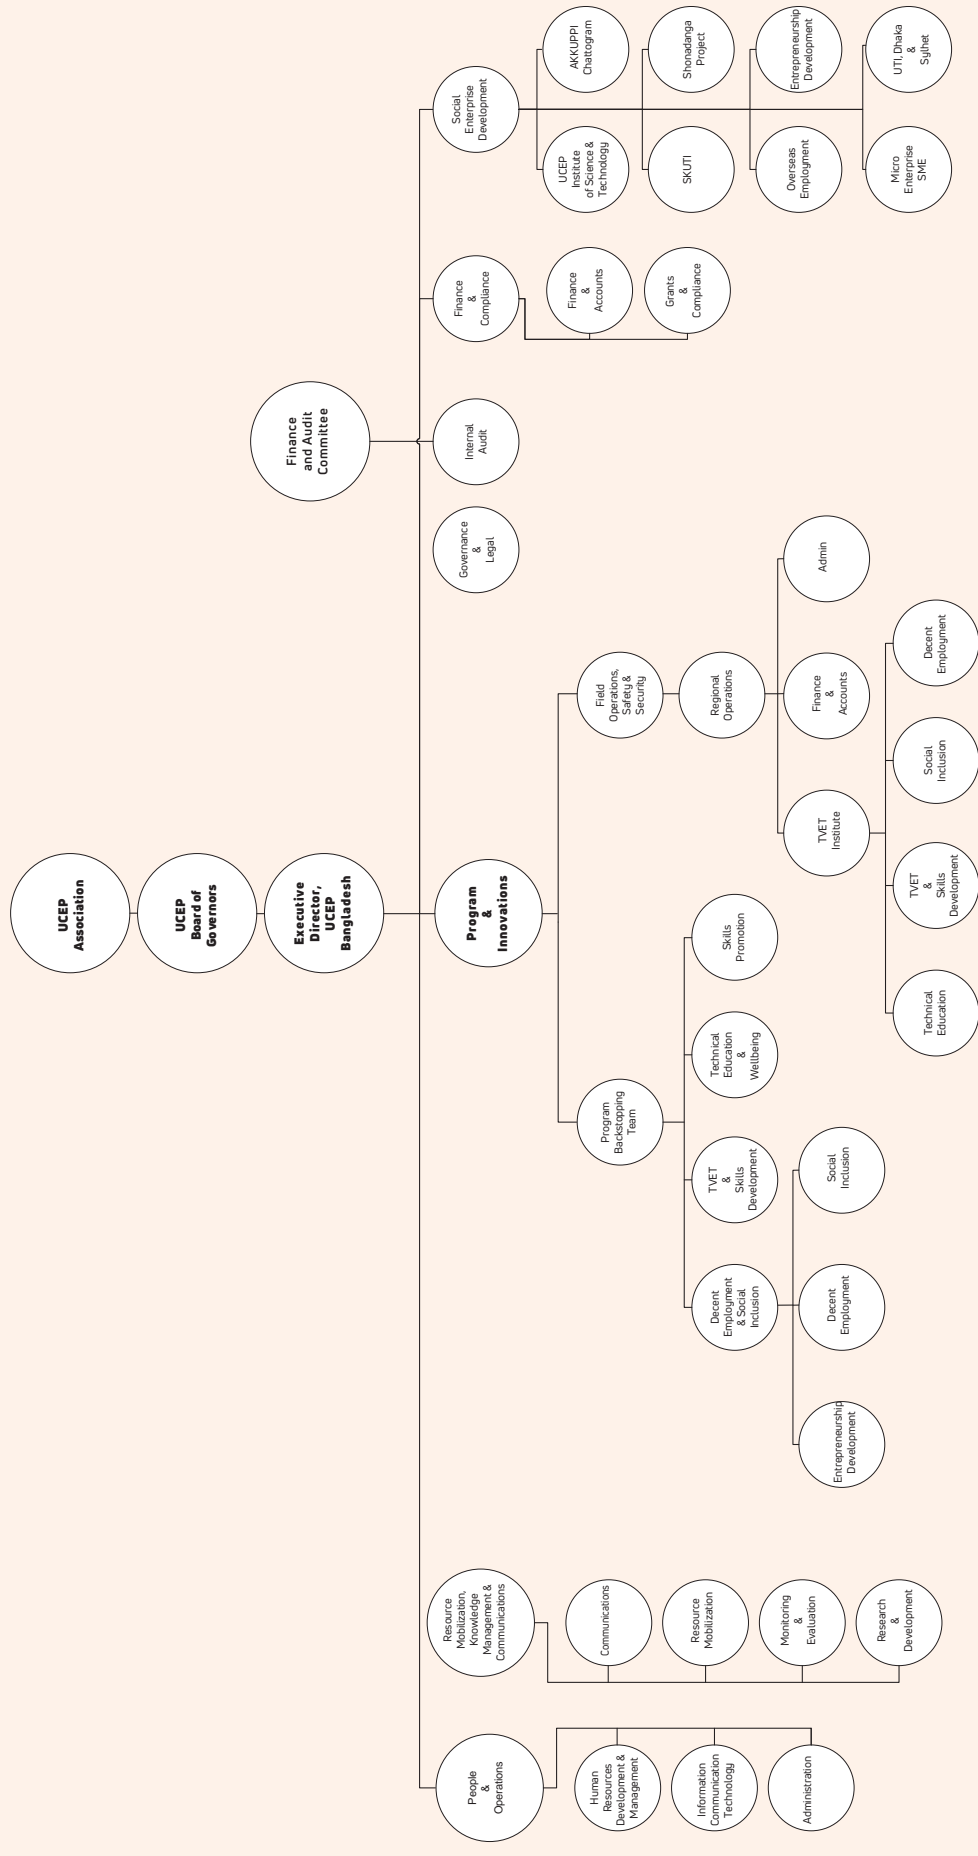 UCEP
Association
UCEP
Board of
Governors
Executive
Director,
UCEP
Bangladesh
Finance
and Audit
Committee
People
&
Operations
Resource
Mobilization,
Knowledge
Management &
Communications
Program
&
Innovations
Governance
&
Legal
Internal
Audit
Finance
&
Compliance
Social
Enterprise
Development
Human
Resources
Development &
Management
Information
Communication
Technology
Administration
Communications
Resource
Mobilization
Monitoring
&
Evaluation
Research
&
Development
Program
Backstopping
Team
Decent
Employment
& Social
Inclusion
TVET
&
Skills
Development
Technical
Education
&
Wellbeing
Skills
Promotion
Entrepreneurship
Development
Decent
Employment
Social
Inclusion
Field
Operations,
Safety &
Security
Regional
Operations
TVET
Institute
Finance
&
Accounts
Admin
Technical
Education
TVET
&
Skills
Development
Social
Inclusion
Decent
Employment
Finance
&
Accounts
Grants
&
Compliance
UCEP
Institute
of Science &
Technology
AKKUPPI
Chattogram
SKUTI
Shonadanga
Project
Overseas
Employment
Entrepreneurship
Development
Micro
Enterprise
SME
UTI, Dhaka
&
Sylhet